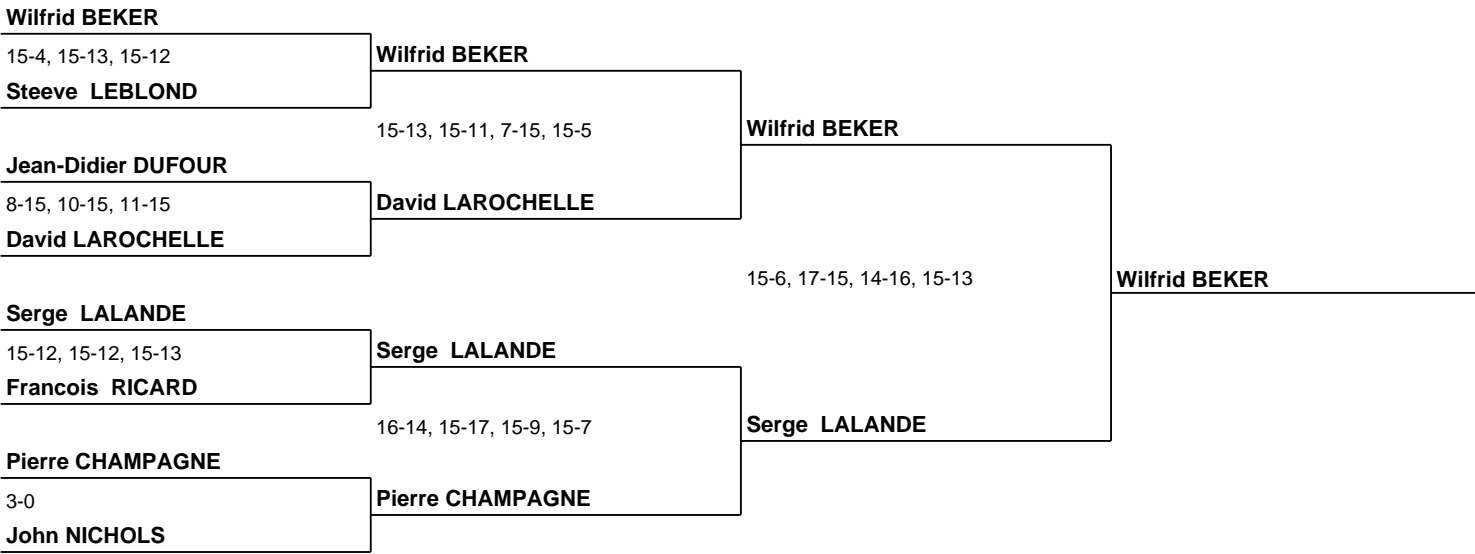 Wilfrid BEKER
15-4, 15-13, 15-12
Steeve LEBLOND
Jean-Didier DUFOUR
8-15, 10-15, 11-15
David LAROCHELLE
Serge LALANDE
15-12, 15-12, 15-13
Francois RICARD
Pierre CHAMPAGNE
3-0
John NICHOLS
Wilfrid BEKER
15-13, 15-11, 7-15, 15-5
David LAROCHELLE
Serge LALANDE
16-14, 15-17, 15-9, 15-7
Pierre CHAMPAGNE
Wilfrid BEKER
15-6, 17-15, 14-16, 15-13
Serge LALANDE
Wilfrid BEKER